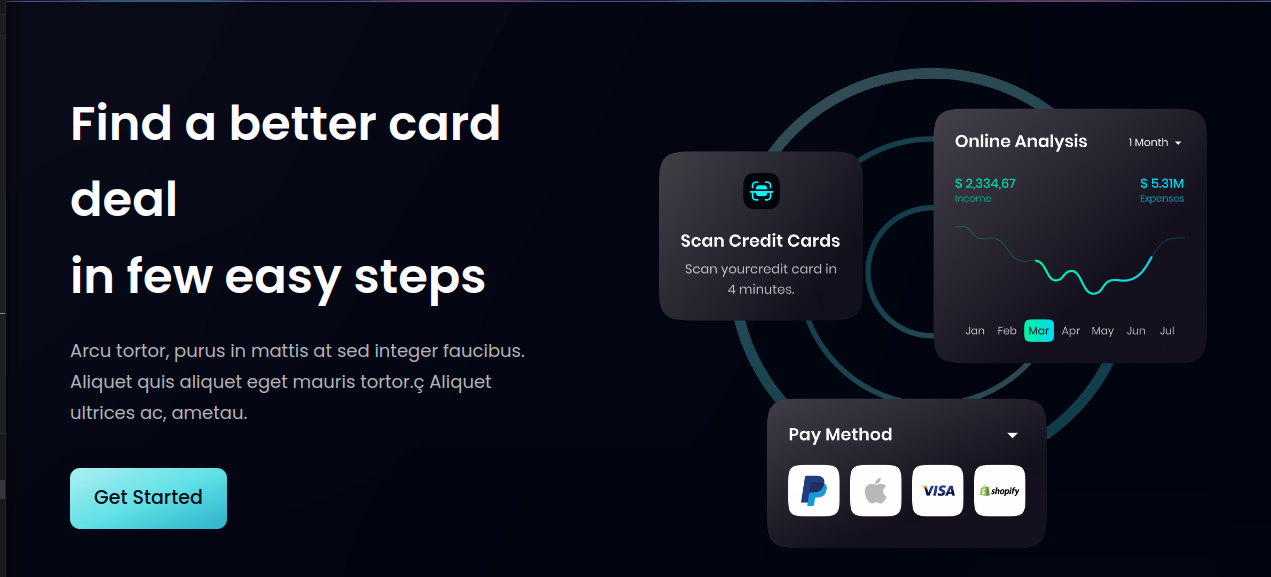 Find a better card
deal
in few easy steps
Arcu tortor, purus in mattis at sed integer faucibus.
Aliquet quis aliquet eget mauris tortor.ç Aliquet
ultrices ac, ametau.
Get Started
Scan Credit Cards
Scan yourcredit card in
4 minutes.
Online Analysis
1 Month
$ 2,334,67
$ 5.31M
Income
Expenses
Jan Feb Mar Apr May Jun Jul
Pay Method
VISA
shopify